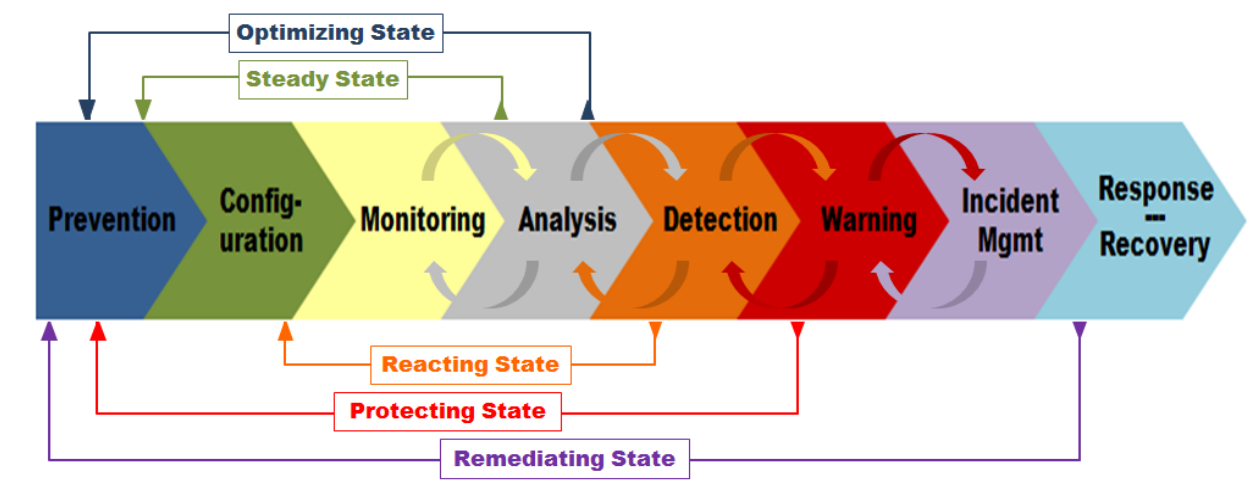 Optimizing State
Steady State
Prevention
Config-
uration
Monitoring
Analysis
Detection
Warning
Incident
Mgmt
Response
---
Recovery
Reacting State
Protecting State
Remediating State